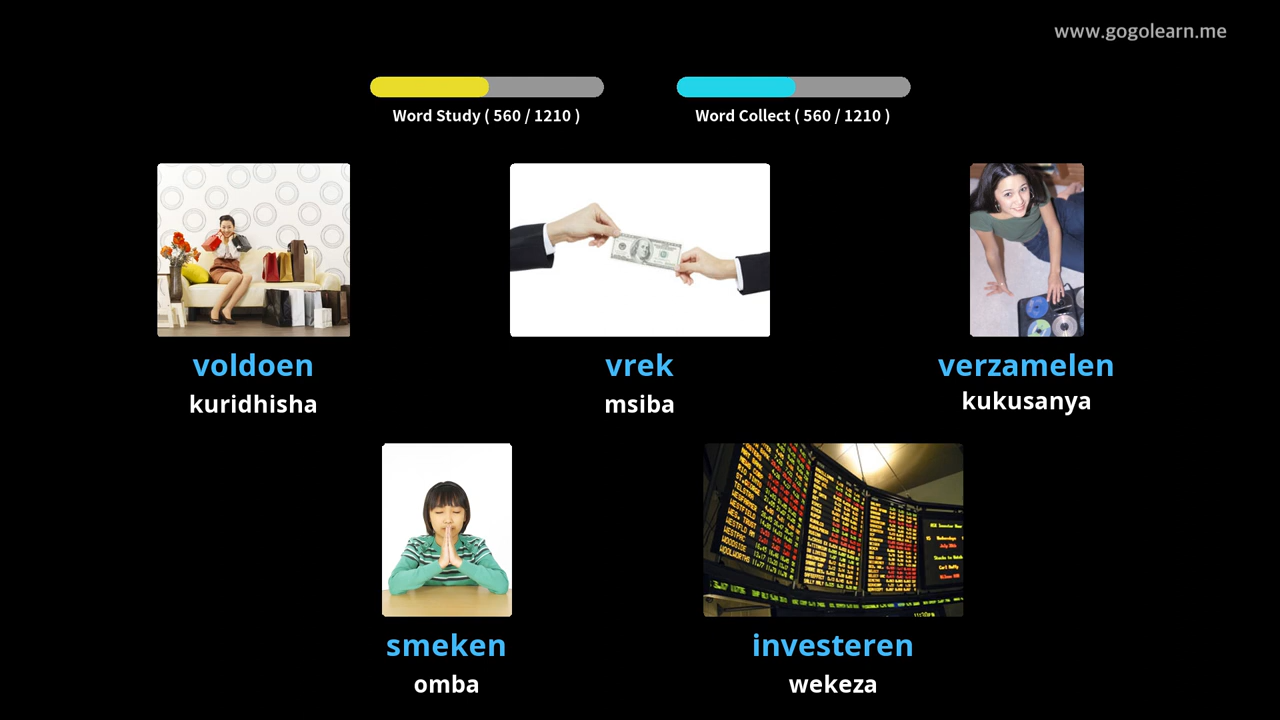 www.gogolearn.me
Word Study ( 560 / 1210 )
Word Collect ( 560 / 1210 )
voldoen
kuridhisha
vrek
msiba
verzamelen
kukusanya
smeken
omba
investeren
wekeza